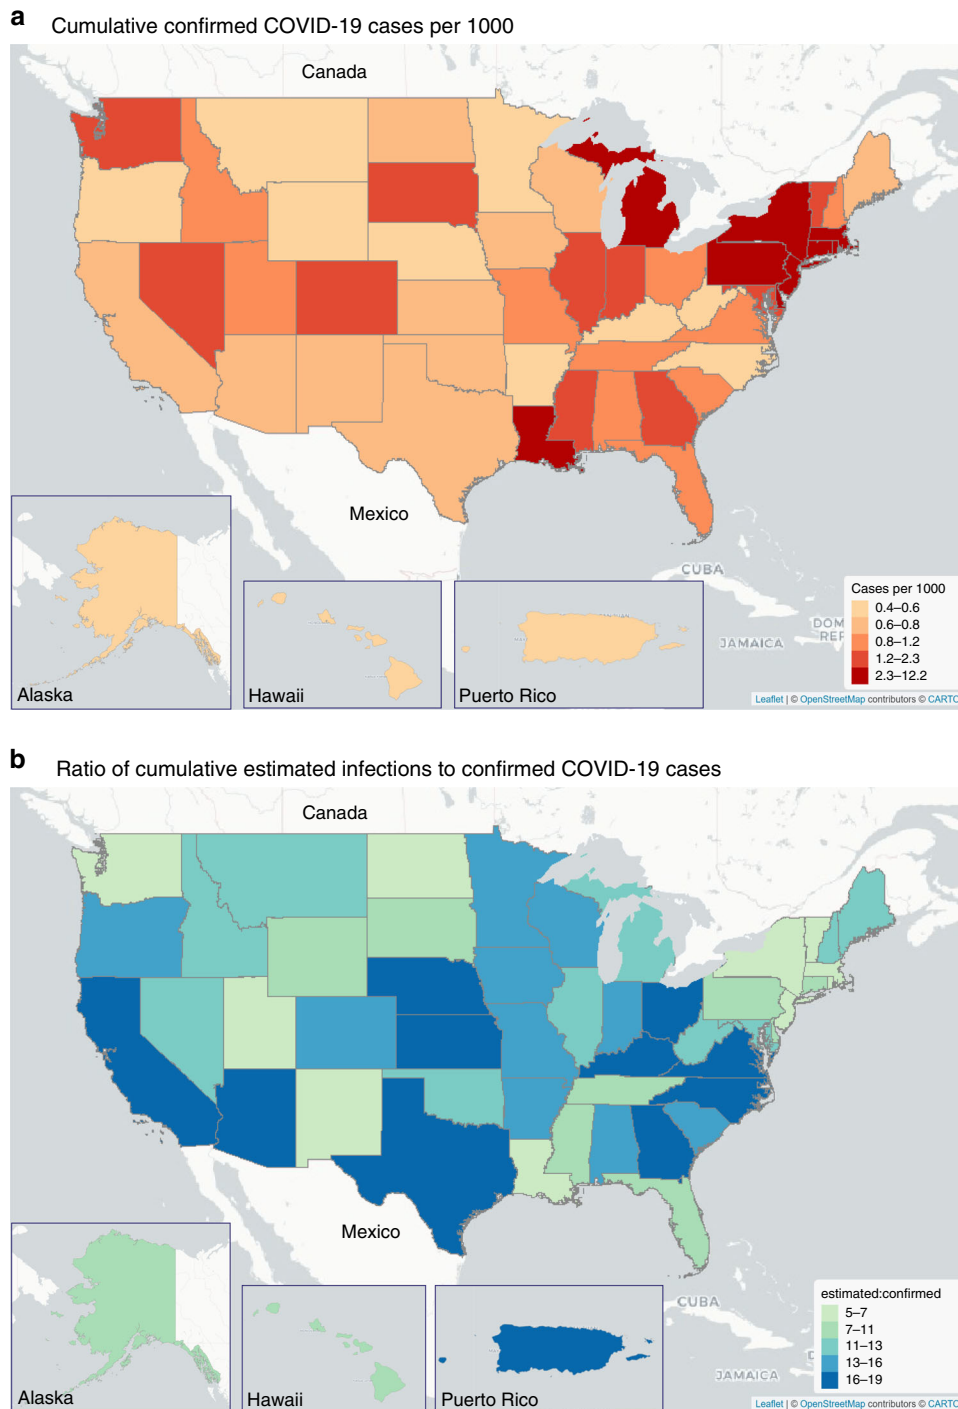 a Cumulative confirmed COVID-19 cases per 1000
Canada
Mexico
CUBA
JAMAICA
DOM
REP
Alaska
Hawaii
Puerto Rico
Cases per 1000
0.4–0.6
0.6–0.8
0.8–1.2
1.2–2.3
2.3–12.2
Leaflet | © OpenStreetMap contributors © CARTO
b Ratio of cumulative estimated infections to confirmed COVID-19 cases
Canada
Mexico
CUBA
JAMAICA
D
Alaska
Hawaii
Puerto Rico
estimated:confirmed
5–7
7–11
11–13
13–16
16–19
Leaflet | © OpenStreetMap contributors © CARTO